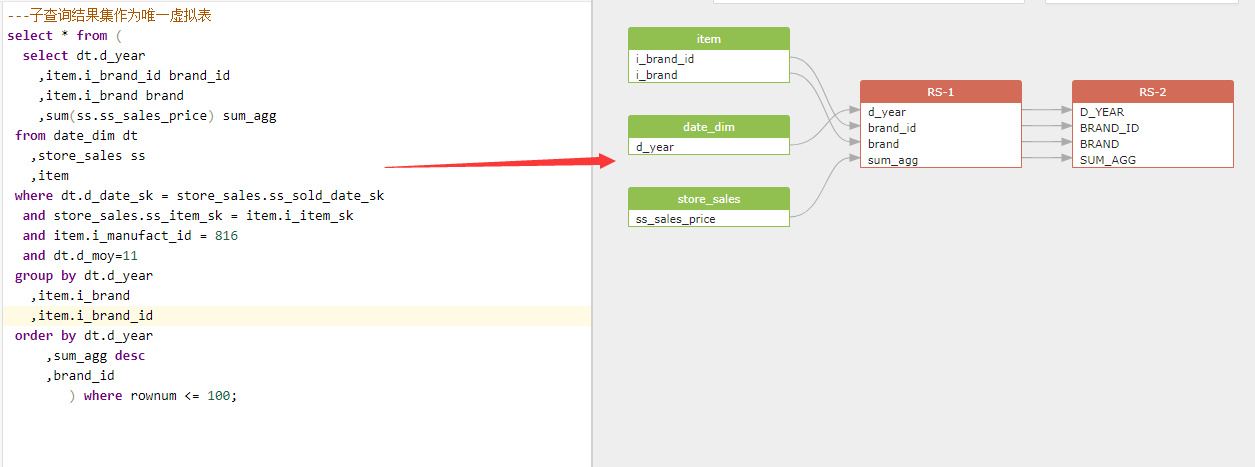 ---子查询结果集作为唯一虚拟表
select * from (
select dt.d_year
,item.i_brand_id brand_id
,item.i_brand brand
,sum(ss.ss_sales_price) sum_agg
from date_dim dt
,store_sales ss
,item
where dt.d_date_sk = store_sales.ss_sold_date_sk
and store_sales.ss_item_sk = item.i_item_sk
and item.i_manufact_id = 816
and dt.d_moy=11
group by dt.d_year
,item.i_brand
,item.i_brand_id
order by dt.d_year
,sum_agg desc
,brand_id
) where rownum <= 100;
item
i_brand_id
i_brand
date_dim
d_year
store_sales
ss_sales_price
RS-1
d_year
brand_id
brand
sum_agg
RS-2
D_YEAR
BRAND_ID
BRAND
SUM_AGG